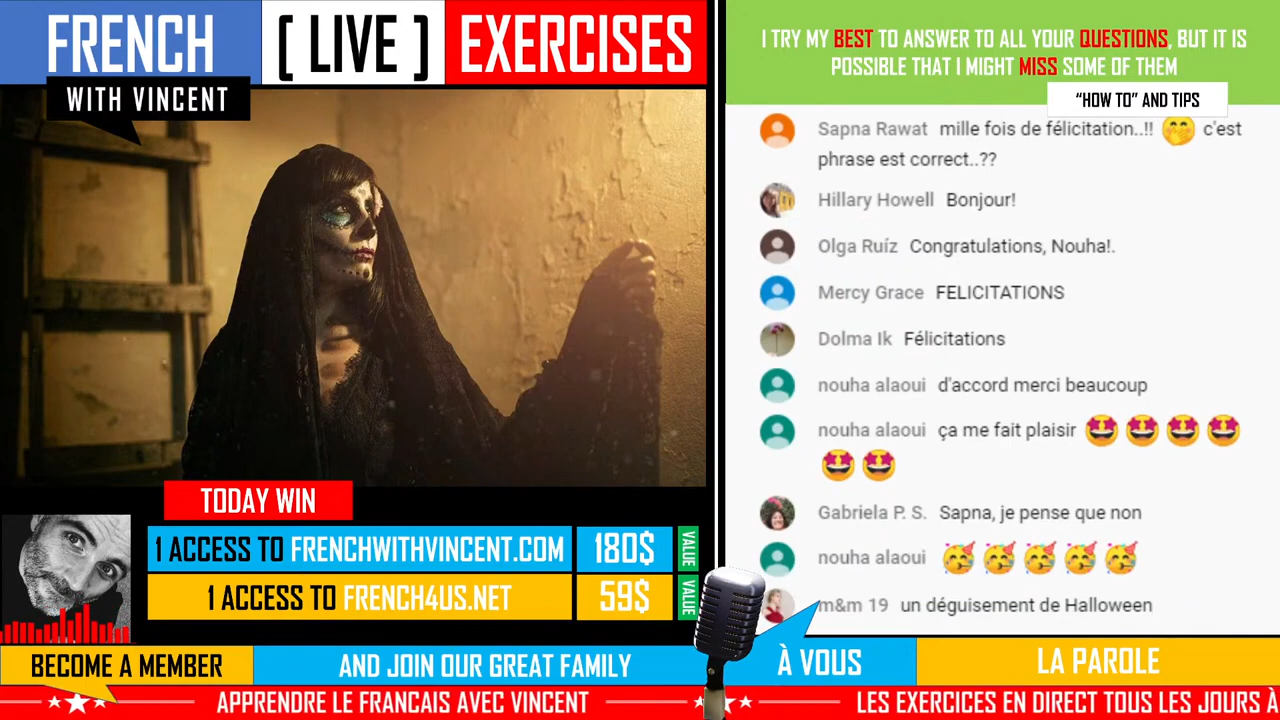 FRENCH [ LIVE ] EXERCISES
WITH VINCENT
I TRY MY BEST TO ANSWER TO ALL YOUR QUESTIONS, BUT IT IS
POSSIBLE THAT I MIGHT MISS SOME OF THEM
“HOW TO” AND TIPS
Sapna Rawat mille fois de félicitation..!! 🤭 c'est
phrase est correct..??
Hillary Howell Bonjour!
Olga Ruíz Congratulations, Nouha!.
Mercy Grace FELICITATIONS
Dolma Ik Félicitations
nouha alaoui d'accord merci beaucoup
nouha alaoui ça me fait plaisir 🤩 🤩 🤩 🤩
🤩 🤩
Gabriela P. S. Sapna, je pense que non
nouha alaoui 🥳 🥳 🥳 🥳 🥳
m&m 19 un déguisement de Halloween
TODAY WIN
1 ACCESS TO FRENCHWITHVINCENT.COM 180$ VALUE
1 ACCESS TO FRENCH4US.NET 59$ VALUE
BECOME A MEMBER AND JOIN OUR GREAT FAMILY À VOUS LA PAROLE
APPRENDRE LE FRANCAIS AVEC VINCENT LES EXERCICES EN DIRECT TOUS LES JOURS À